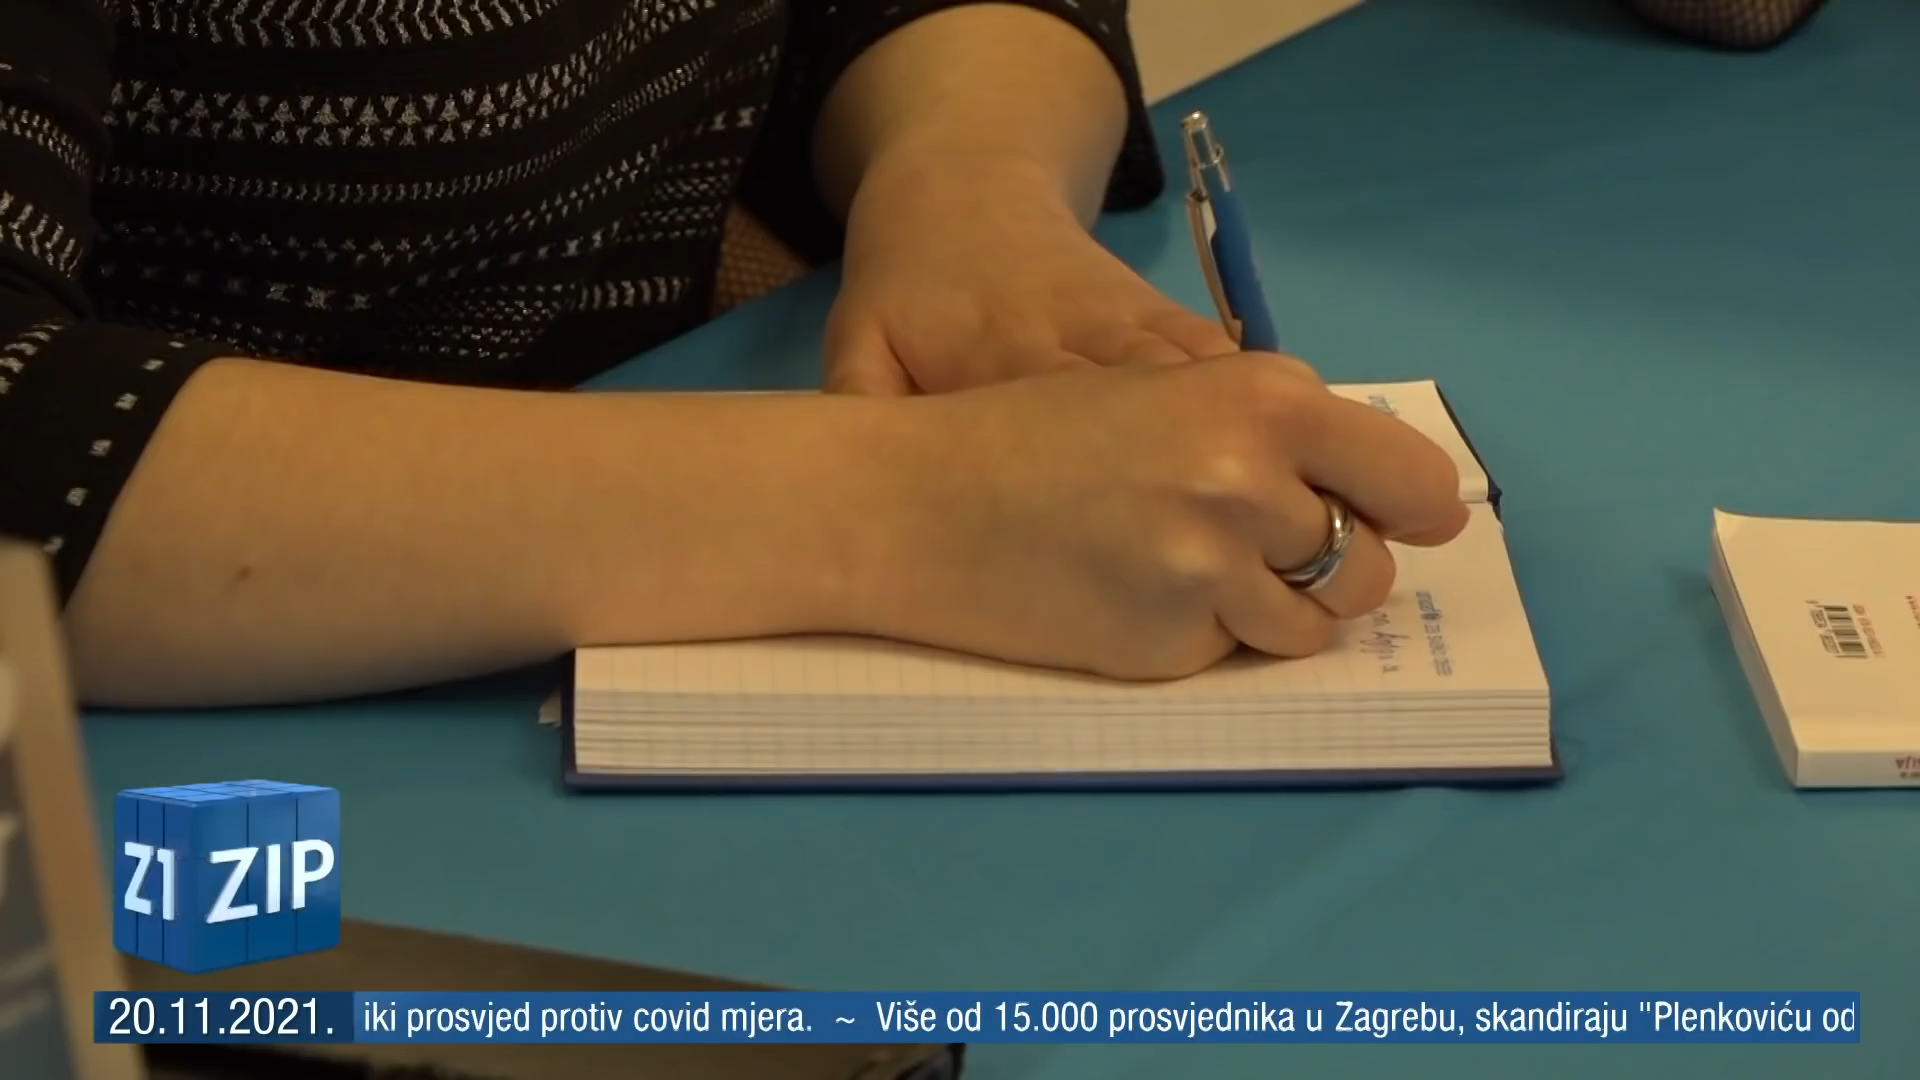 Z1 ZIP
20.11.2021. iki prosvjed protiv covid mjera. ~ Više od 15.000 prosvjednika u Zagrebu, skandiraju "Plenkoviću od